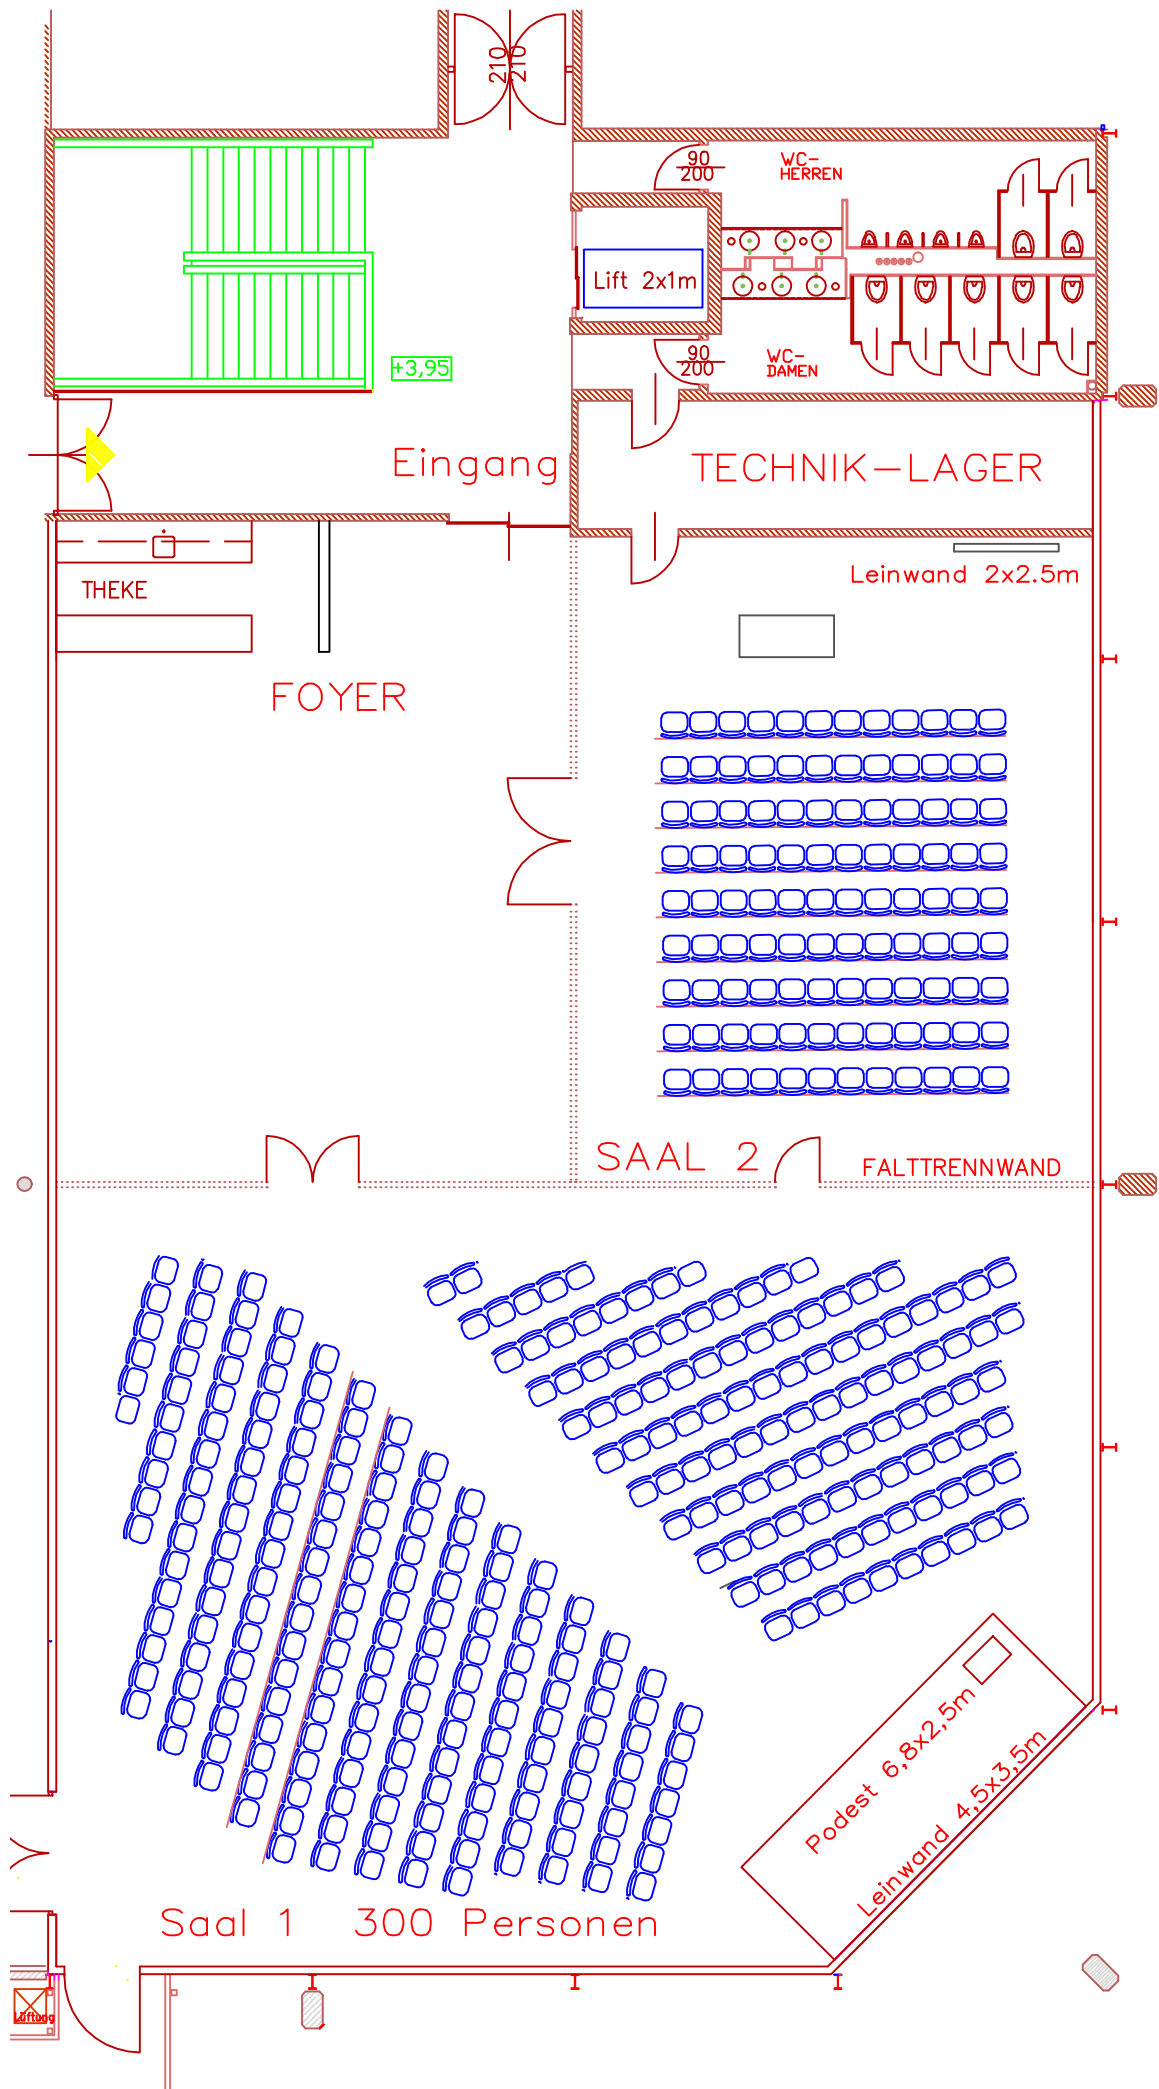 210
210
90
200
WC-
HERREN
Lift 2x1m
+3,95
90
200
WC-
DAMEN
Eingang
TECHNIK-LAGER
Leinwand 2x2.5m
THEKE
FOYER
SAAL 2
FALTTRENNWAND
Podest 6,8x2,5m
Leinwand 4,5x3,5m
Saal 1 300 Personen
Lüftung